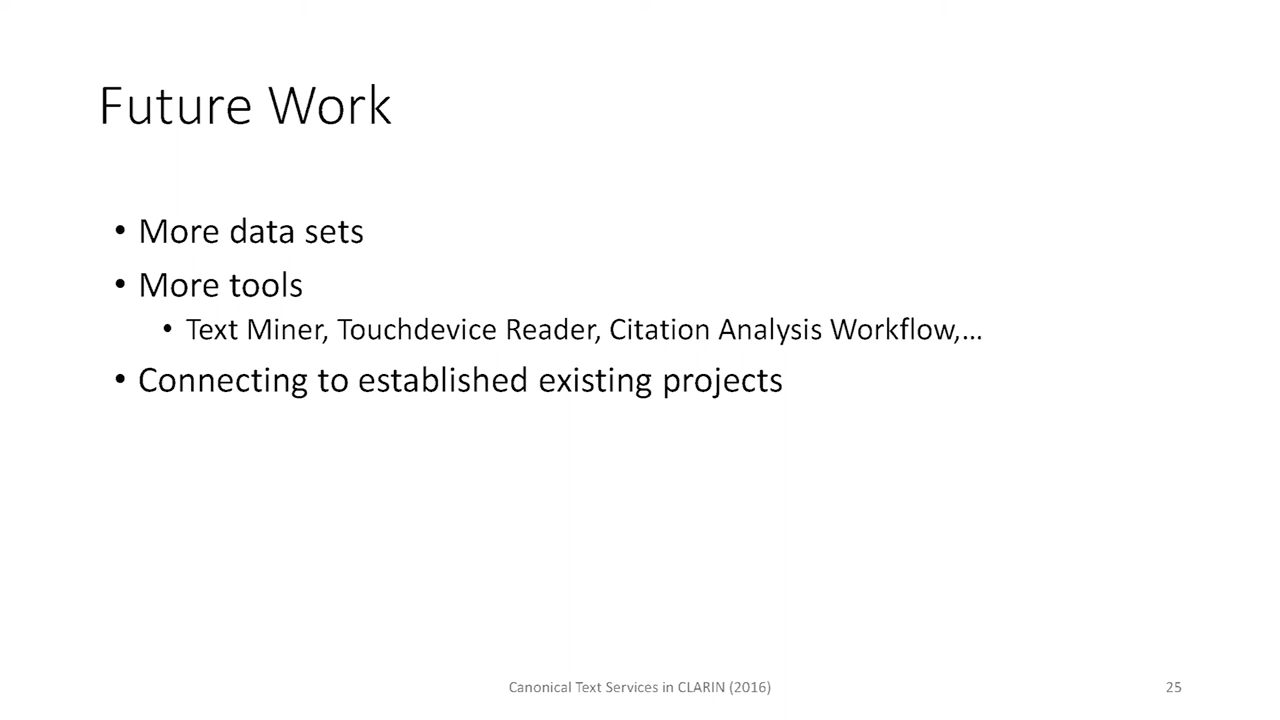 Future Work
• More data sets
• More tools
• Text Miner, Touchdevice Reader, Citation Analysis Workflow,…
• Connecting to established existing projects
Canonical Text Services in CLARIN (2016)
25